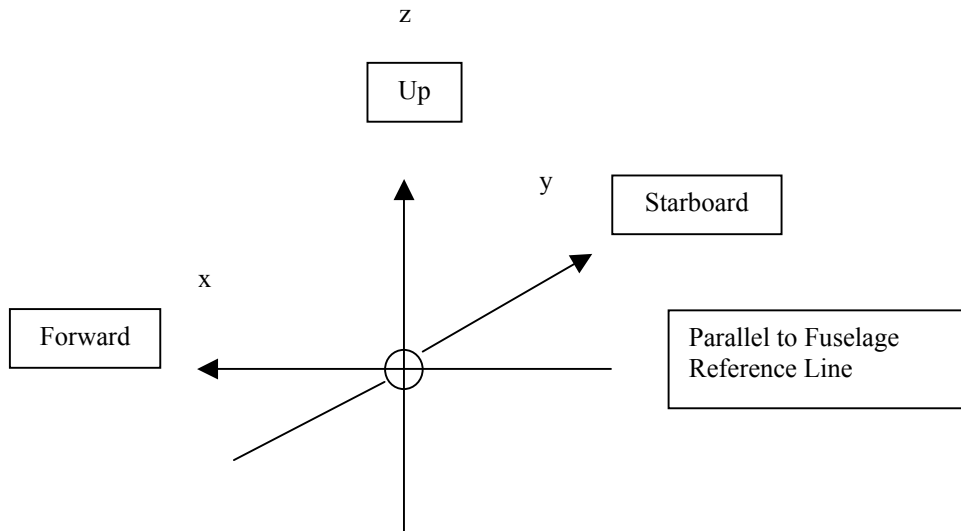 z
Up
y
Starboard
x
Forward
Parallel to Fuselage
Reference Line